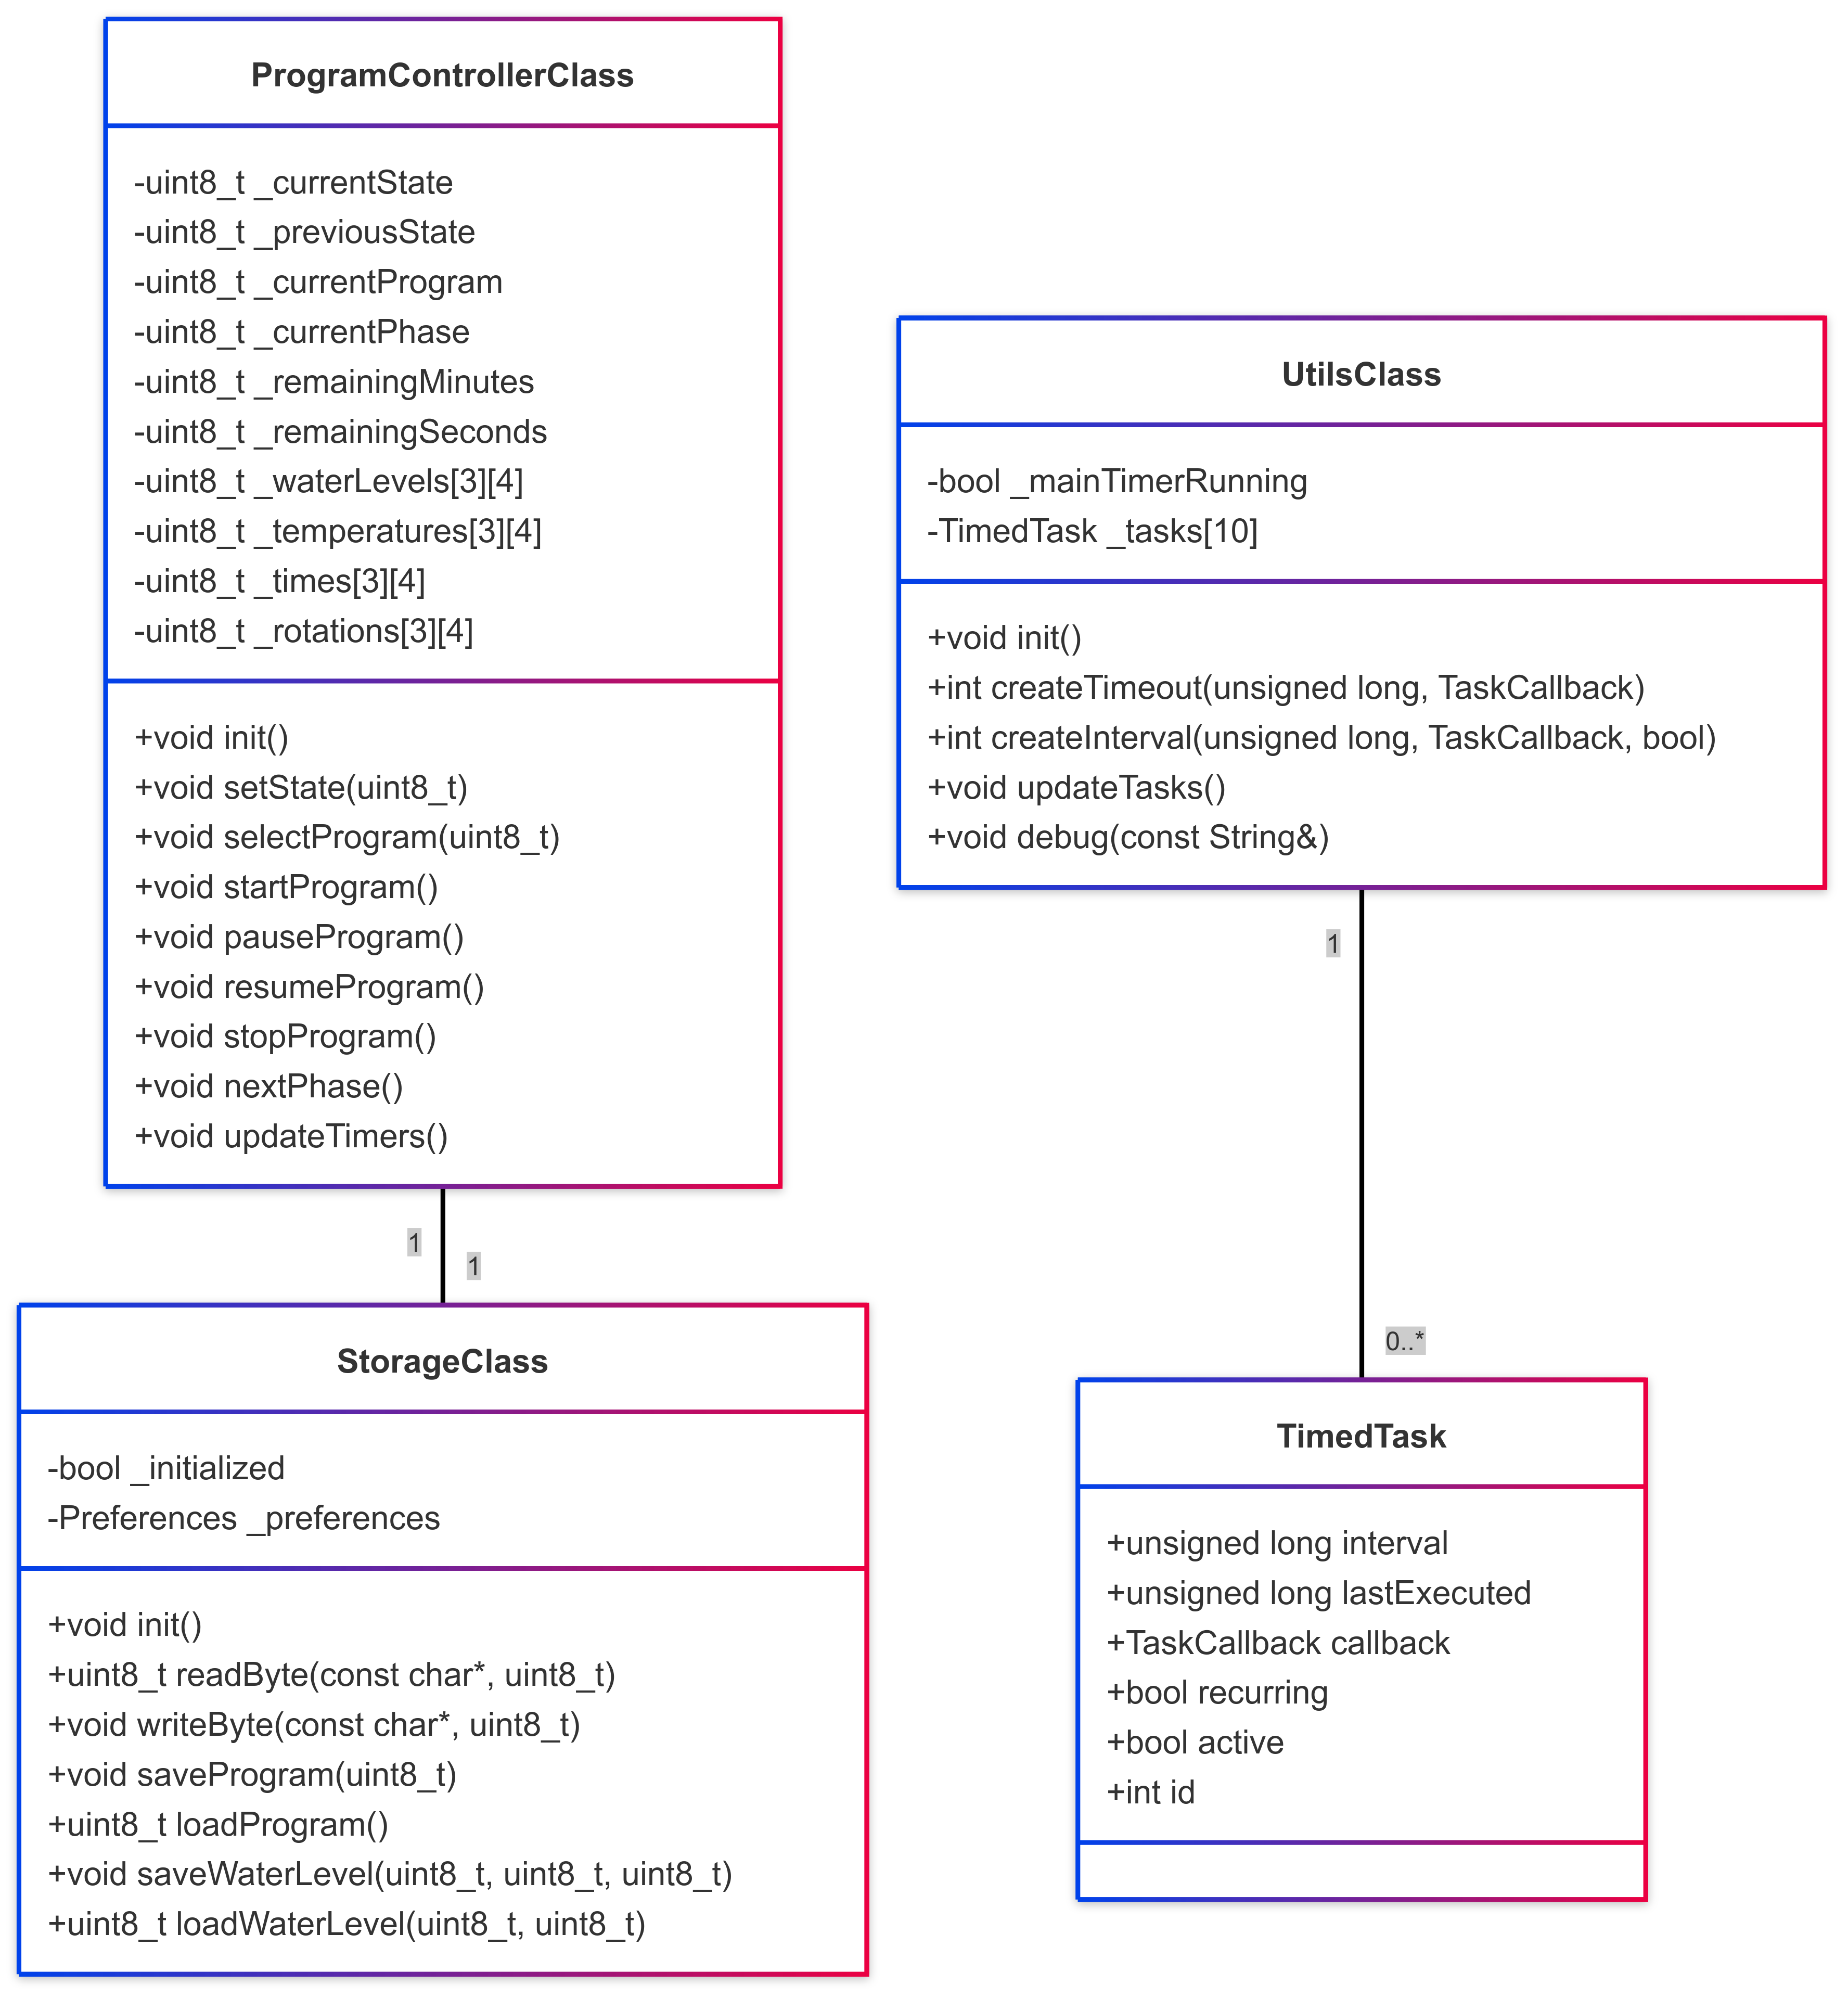 ProgramControllerClass
-uint8_t _currentState
-uint8_t _previousState
-uint8_t _currentProgram
-uint8_t _currentPhase
-uint8_t _remainingMinutes
-uint8_t _remainingSeconds
-uint8_t _waterLevels[3][4]
-uint8_t _temperatures[3][4]
-uint8_t _times[3][4]
-uint8_t _rotations[3][4]
+void init()
+void setState(uint8_t)
+void selectProgram(uint8_t)
+void startProgram()
+void pauseProgram()
+void resumeProgram()
+void stopProgram()
+void nextPhase()
+void updateTimers()
1
1
StorageClass
-bool _initialized
-Preferences _preferences
+void init()
+uint8_t readByte(const char*, uint8_t)
+void writeByte(const char*, uint8_t)
+void saveProgram(uint8_t)
+uint8_t loadProgram()
+void saveWaterLevel(uint8_t, uint8_t, uint8_t)
+uint8_t loadWaterLevel(uint8_t, uint8_t)
UtilsClass
-bool _mainTimerRunning
-TimedTask _tasks[10]
+void init()
+int createTimeout(unsigned long, TaskCallback)
+int createInterval(unsigned long, TaskCallback, bool)
+void updateTasks()
+void debug(const String&)
1
0..*
TimedTask
+unsigned long interval
+unsigned long lastExecuted
+TaskCallback callback
+bool recurring
+bool active
+int id